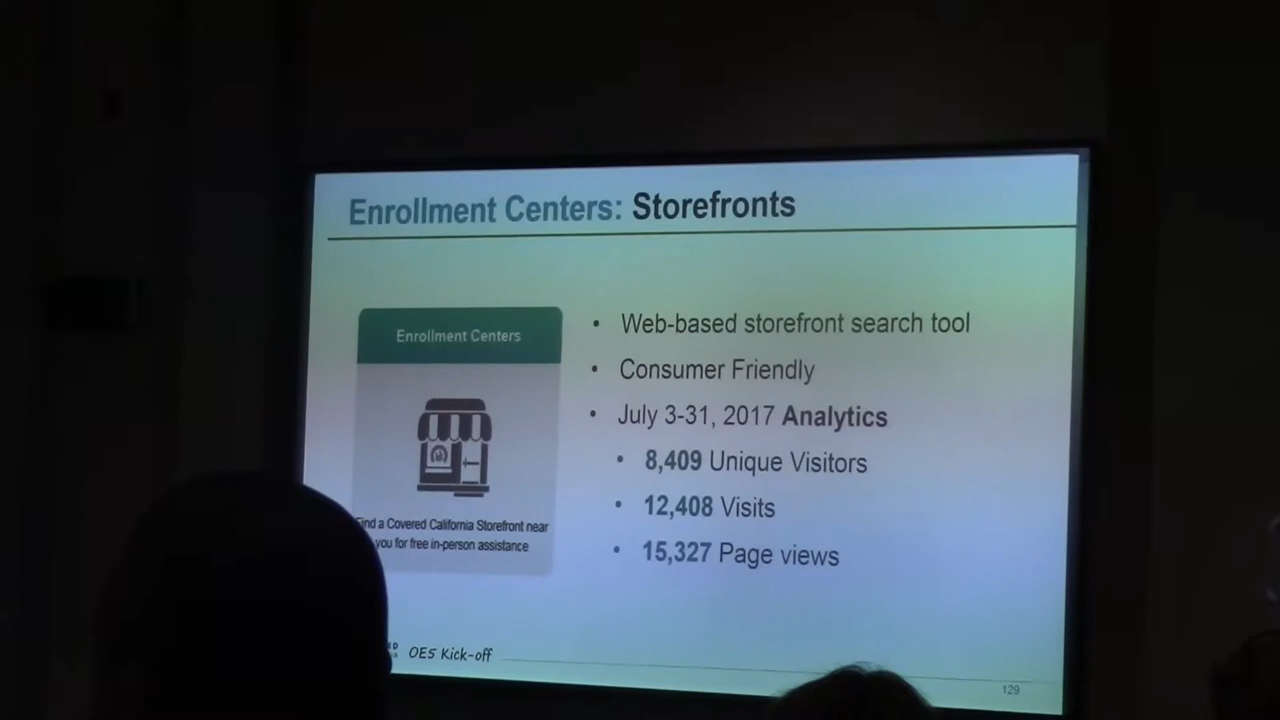 Enrollment Centers: Storefronts
Enrollment Centers
Find a Covered California Storefront near
you for free in-person assistance
• Web-based storefront search tool
• Consumer Friendly
• July 3-31, 2017 Analytics
• 8,409 Unique Visitors
• 12,408 Visits
• 15,327 Page views
OE5 Kick-off
129